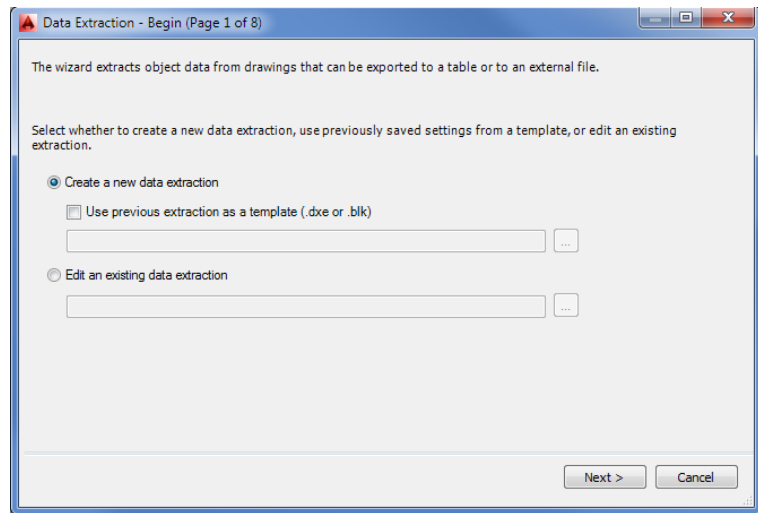 Data Extraction - Begin (Page 1 of 8)
The wizard extracts object data from drawings that can be exported to a table or to an external file.
Select whether to create a new data extraction, use previously saved settings from a template, or edit an existing
extraction.
Create a new data extraction
Use previous extraction as a template (.dxe or .blk)
...
Edit an existing data extraction
...
Next >
Cancel